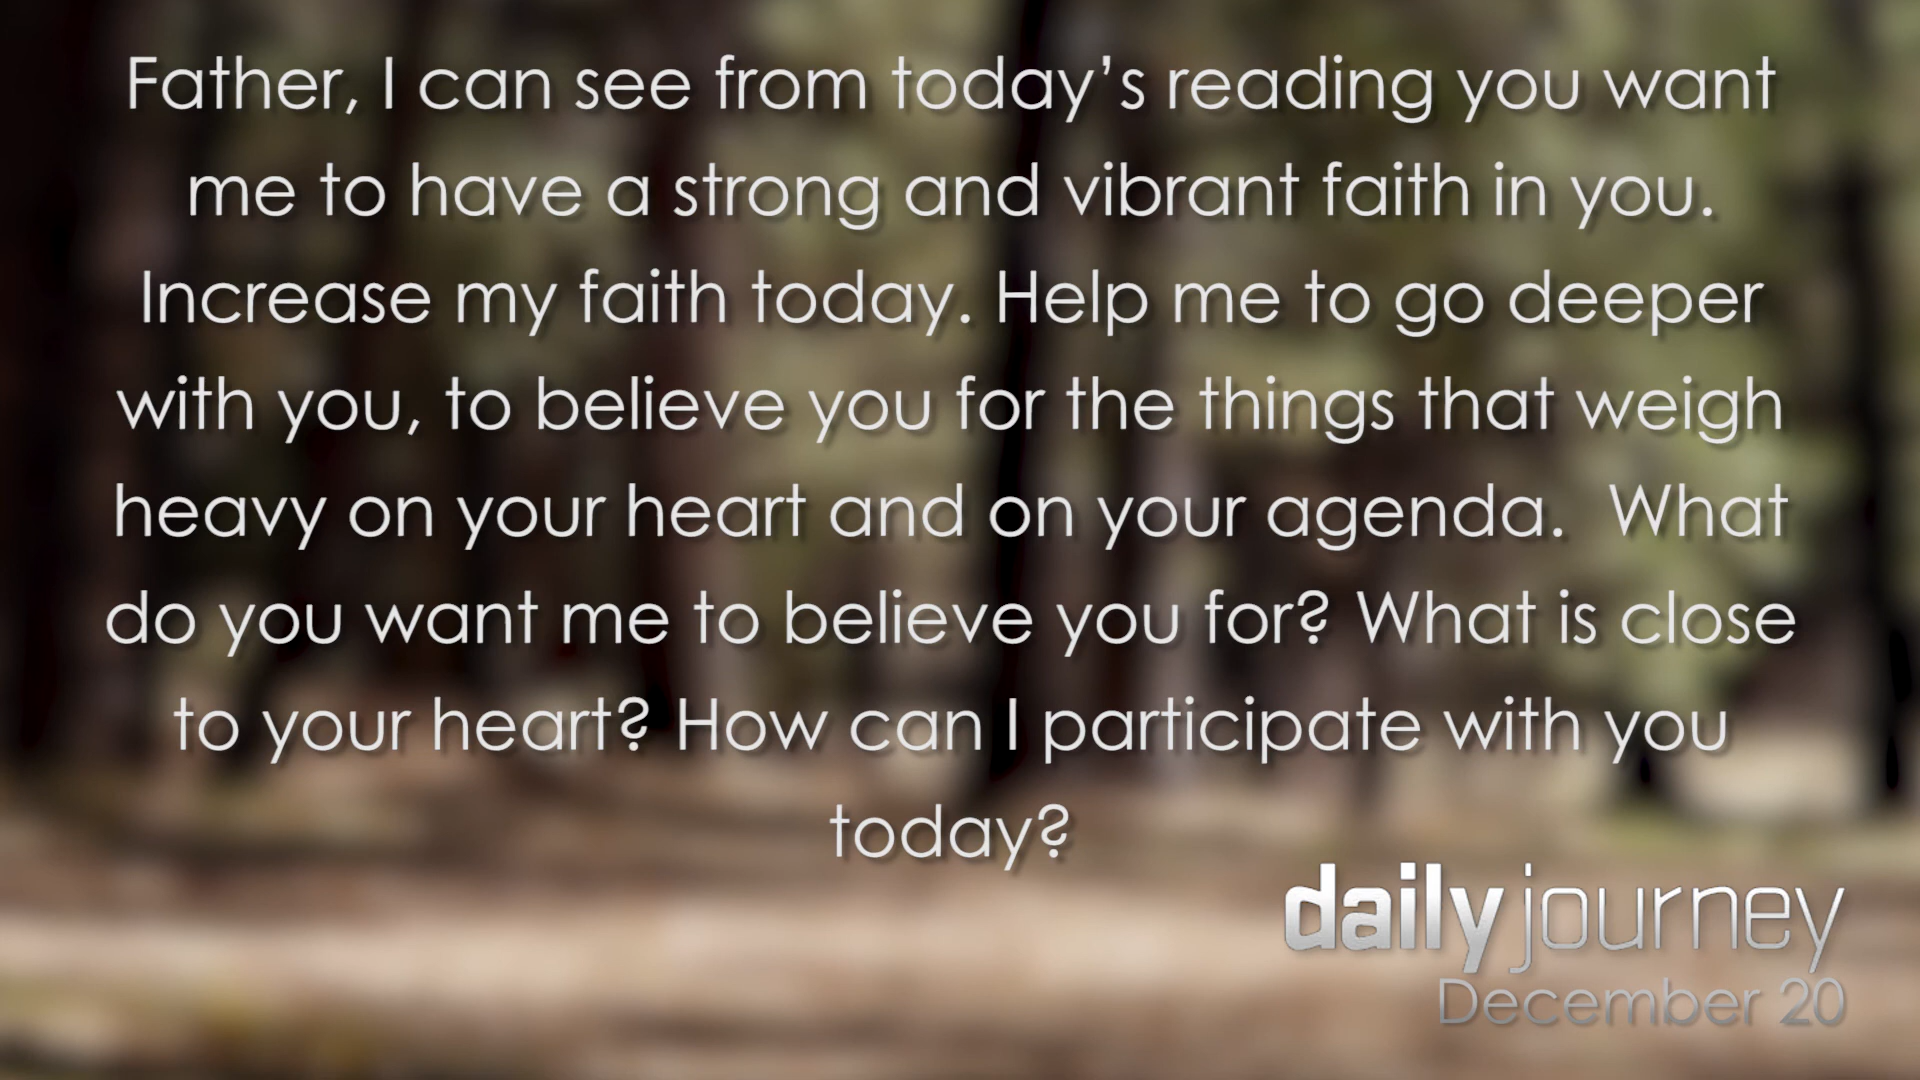 Father, I can see from today’s reading you want
me to have a strong and vibrant faith in you.
Increase my faith today. Help me to go deeper
with you, to believe you for the things that weigh
heavy on your heart and on your agenda.  What
do you want me to believe you for? What is close
to your heart? How can I participate with you
today?
daily journey
December 20